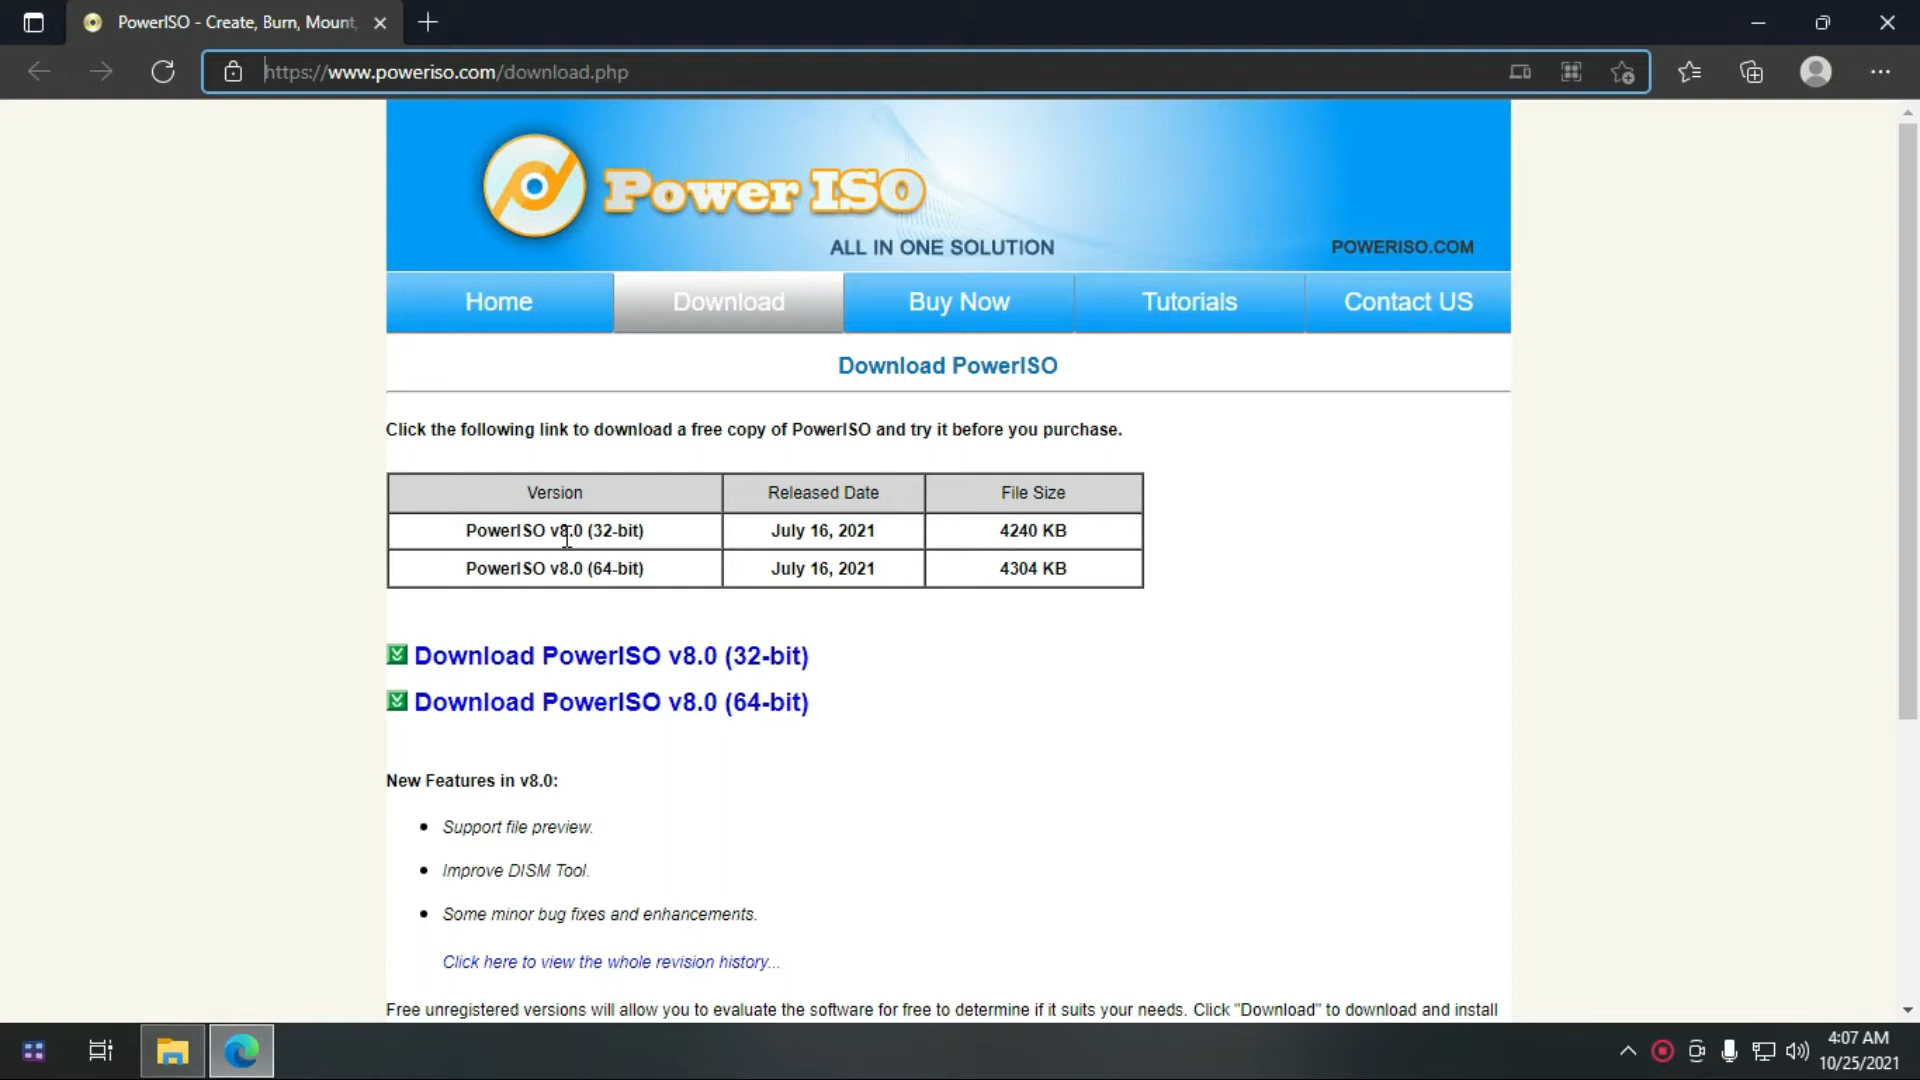 PowerISO - Create, Burn, Mount,
https://www.poweriso.com/download.php
Power ISO
ALL IN ONE SOLUTION
POWERISO.COM
Home Download Buy Now Tutorials Contact US
Download PowerISO
Click the following link to download a free copy of PowerISO and try it before you purchase.
Version Released Date File Size
PowerISO v8.0 (32-bit) July 16, 2021 4240 KB
PowerISO v8.0 (64-bit) July 16, 2021 4304 KB
Download PowerISO v8.0 (32-bit)
Download PowerISO v8.0 (64-bit)
New Features in v8.0:
Support file preview.
Improve DISM Tool.
Some minor bug fixes and enhancements.
Click here to view the whole revision history...
Free unregistered versions will allow you to evaluate the software for free to determine if it suits your needs. Click "Download" to download and install
4:07 AM
10/25/2021